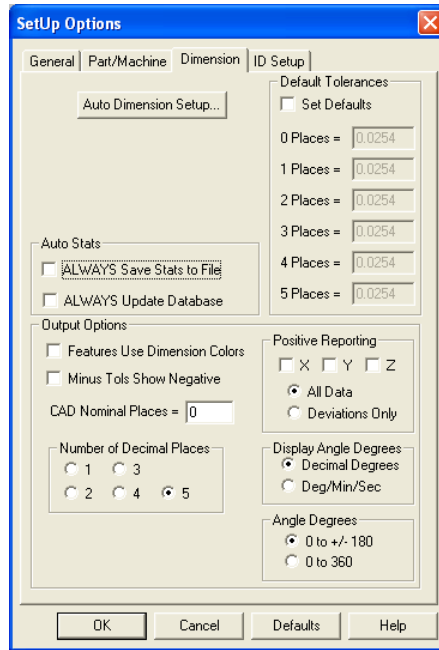 SetUp Options
General Part/Machine Dimension ID Setup
Auto Dimension Setup...
Default Tolerances
Set Defaults
0 Places = 0.0254
1 Places = 0.0254
2 Places = 0.0254
3 Places = 0.0254
4 Places = 0.0254
5 Places = 0.0254
Auto Stats
ALWAYS Save Stats to File
ALWAYS Update Database
Output Options
Features Use Dimension Colors
Minus Tols Show Negative
CAD Nominal Places = 0
Number of Decimal Places
1 3
2 4 5
Positive Reporting
X Y Z
All Data
Deviations Only
Display Angle Degrees
Decimal Degrees
Deg/Min/Sec
Angle Degrees
0 to +/- 180
0 to 360
OK Cancel Defaults Help